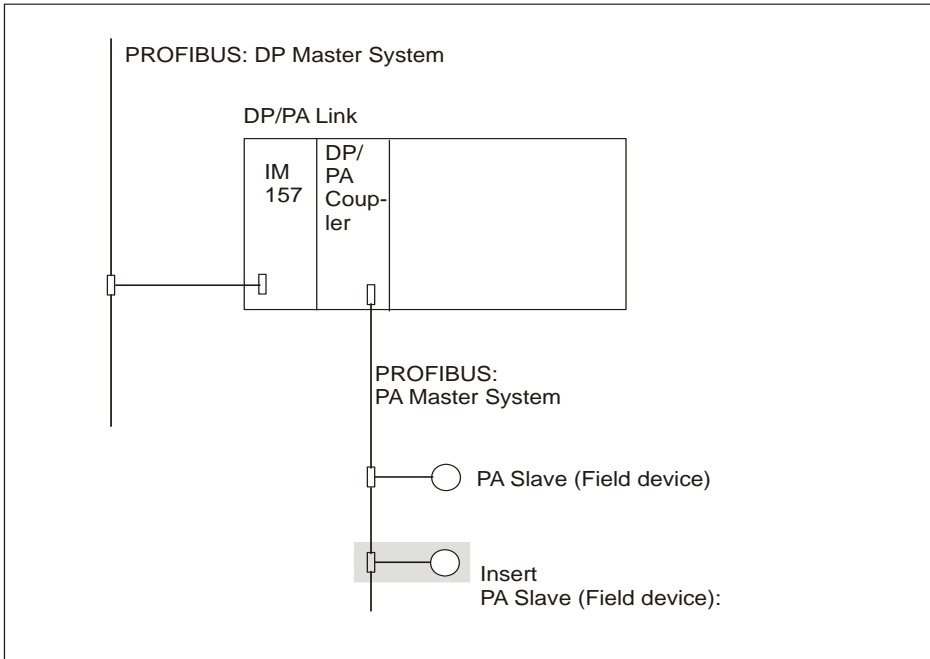 PROFIBUS: DP Master System
DP/PA Link
IM
157
DP/
PA
Coup-
ler
PROFIBUS:
PA Master System
PA Slave (Field device)
Insert
PA Slave (Field device):